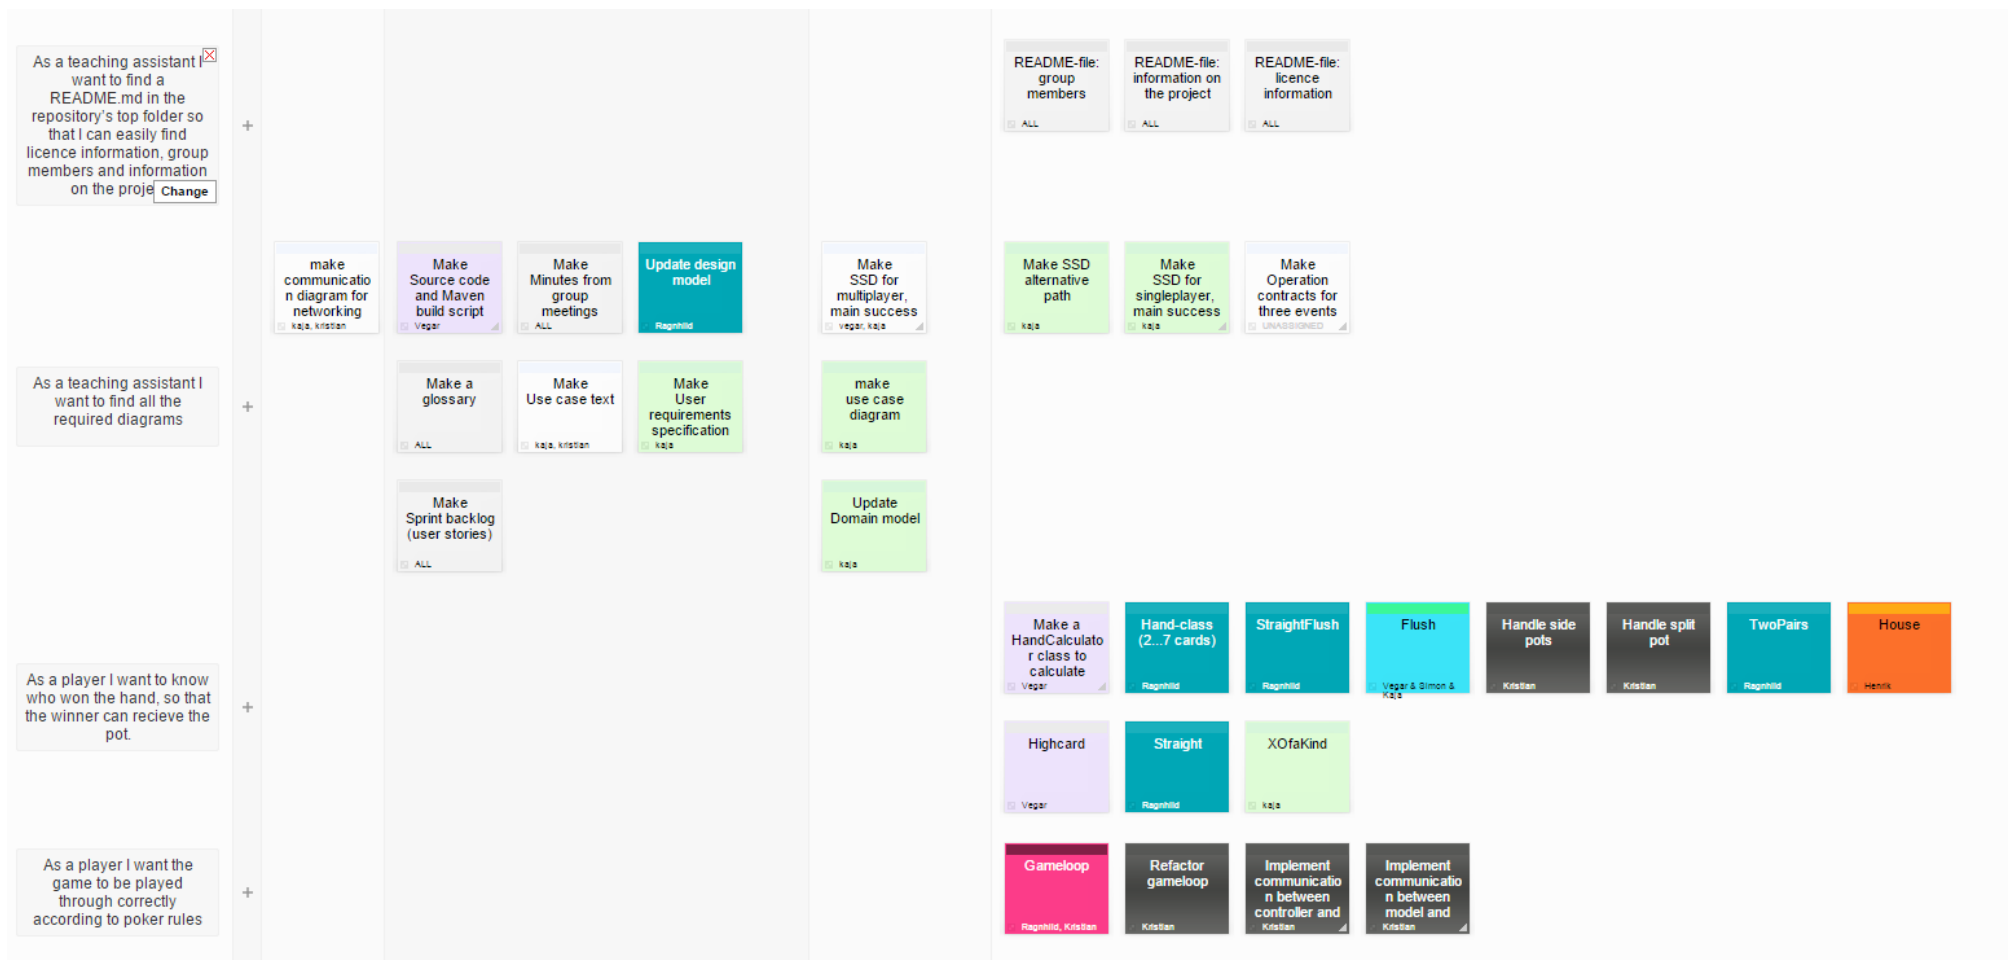 As a teaching assistant I
want to find a
README.md in the
repository's top folder so
that I can easily find
licence information, group
members and information
on the proje
Change
+
README-file:
group
members
ALL
README-file:
information on
the project
ALL
README-file:
licence
information
ALL
As a teaching assistant I
want to find all the
required diagrams
+
make
communicatio
n diagram for
networking
kaja, kristian
Make
Source code
and Maven
build script
Vegar
Make
Minutes from
group
meetings
ALL
Update design
model
Ragnhild
Make
SSD for
multiplayer,
main success
vegar, kaja
Make SSD
alternative
path
kaja
Make
SSD for
singleplayer,
main success
kaja
Make
Operation
contracts for
three events
UNASSIGNED
Make a
glossary
ALL
Make
Use case text
kaja, kristian
Make
User
requirements
specification
kaja
make
use case
diagram
kaja
Make
Sprint backlog
(user stories)
ALL
Update
Domain model
kaja
As a player I want to know
who won the hand, so that
the winner can recieve the
pot.
+
Make a
HandCalculato
r class to
calculate
Vegar
Hand-class
(2...7 cards)
Ragnhild
StraightFlush
Ragnhild
Flush
Vegar & Simon &
Kaja
Handle side
pots
Kristian
Handle split
pot
Kristian
TwoPairs
Ragnhild
House
Henrik
Highcard
Vegar
Straight
Ragnhild
XOfaKind
kaja
As a player I want the
game to be played
through correctly
according to poker rules
+
Gameloop
Ragnhild, Kristian
Refactor
gameloop
Kristian
Implement
communicatio
n between
controller and
Kristian
Implement
communicatio
n between
model and
Kristian